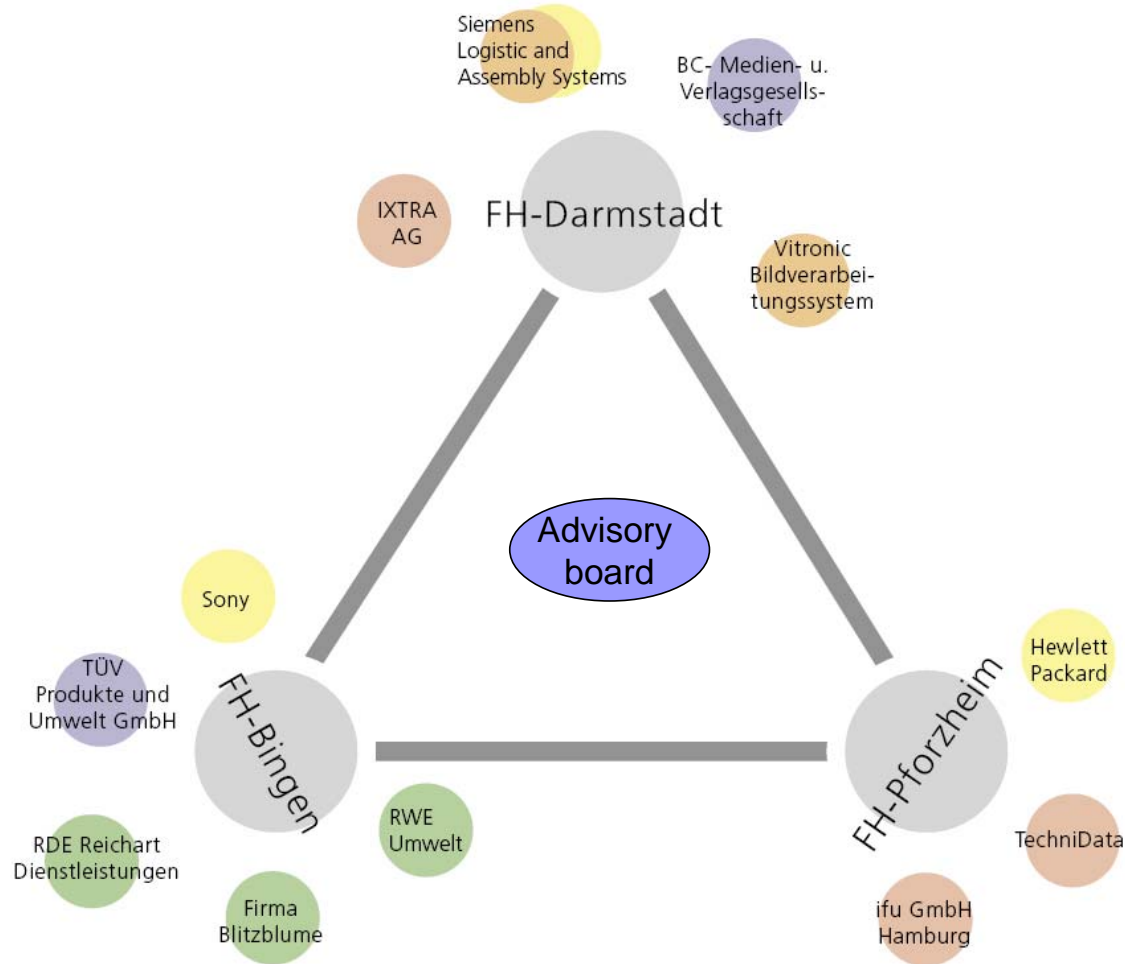 Siemens
Logistic and
Assembly Systems
BC- Medien- u.
Verlagsgesells-
schaft
IXTRA
AG
FH-Darmstadt
Vitronic
Bildverarbei-
tungssystem
Advisory
board
Sony
TÜV
Produkte und
Umwelt GmbH
FH-Bingen
RWE
Umwelt
RDE Reichart
Dienstleistungen
Firma
Blitzblume
Hewlett
Packard
FH-Pforzheim
TechniData
ifu GmbH
Hamburg